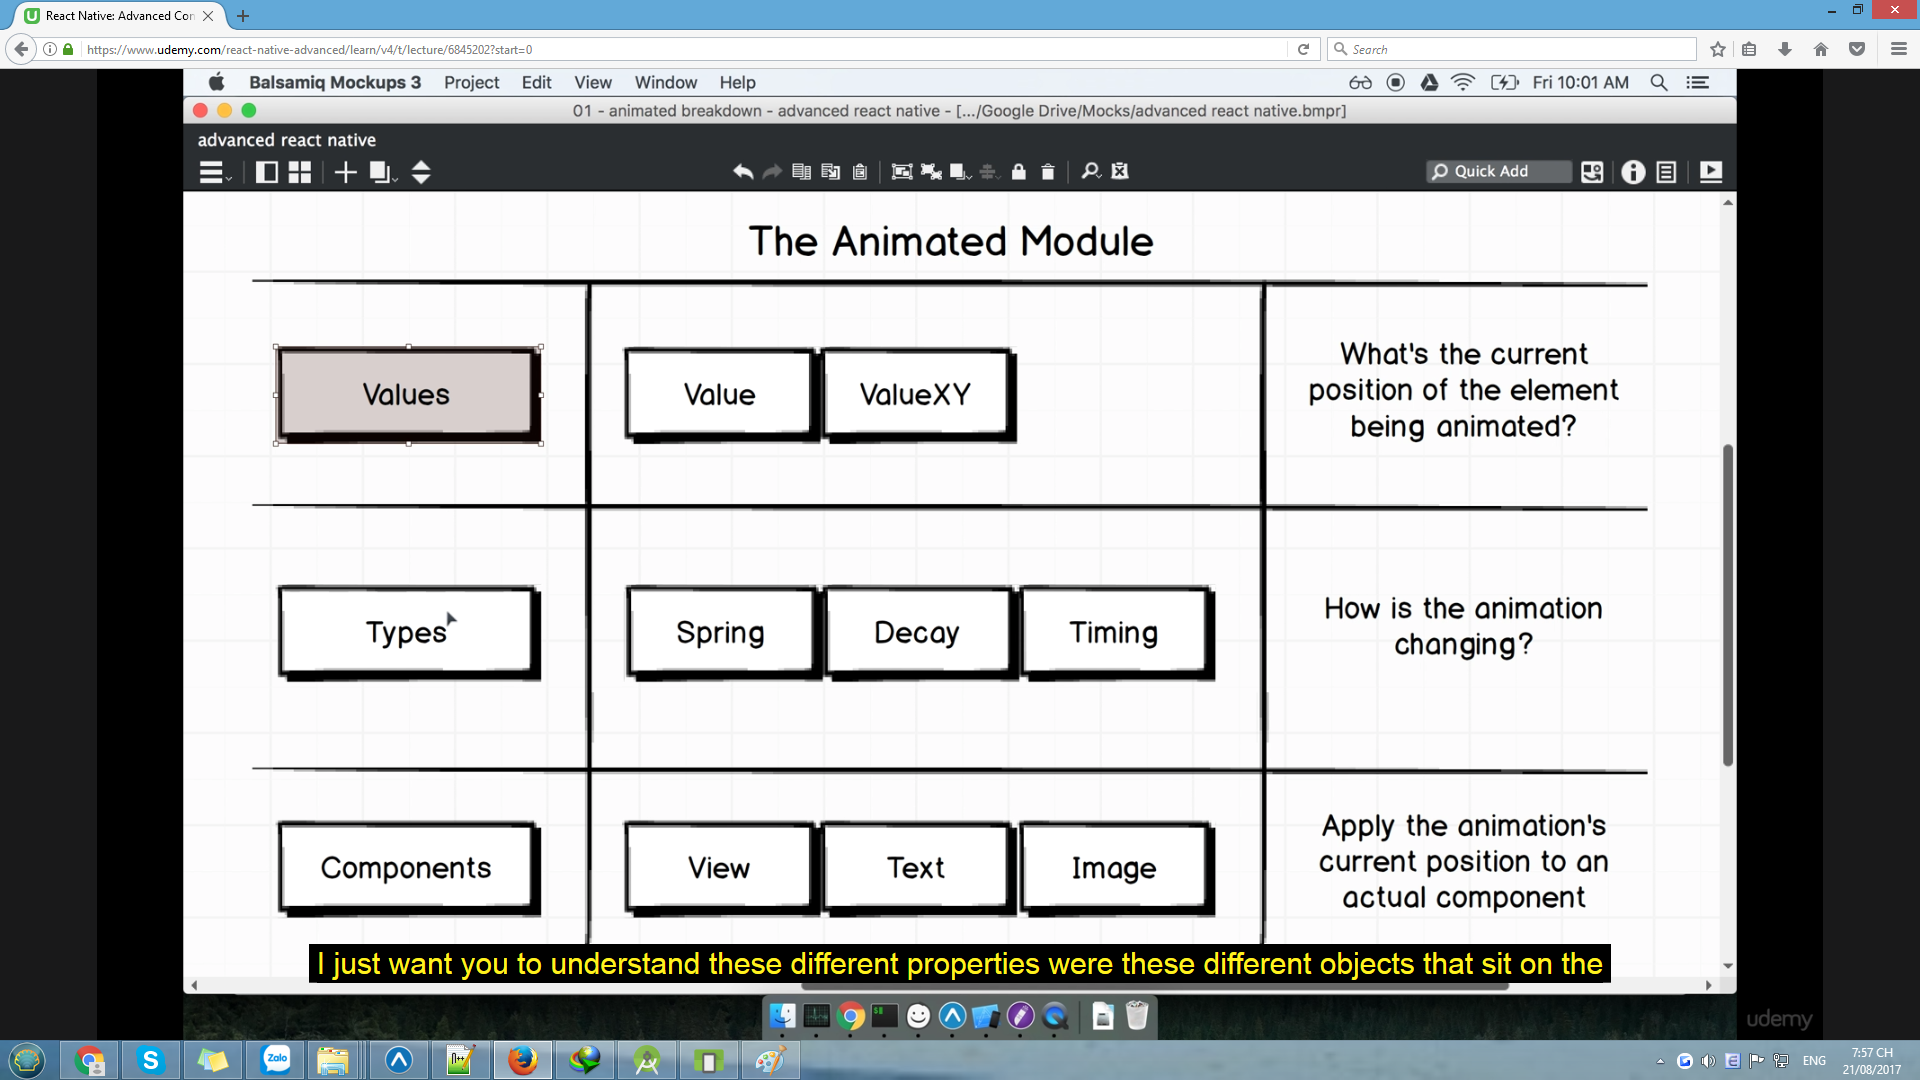 React Native: Advanced Con
https://www.udemy.com/react-native-advanced/learn/v4/t/lecture/6845202?start=0
Search
Balsamiq Mockups 3 Project Edit View Window Help
Fri 10:01 AM
01 - animated breakdown - advanced react native - [.../Google Drive/Mocks/advanced react native.bmpr]
advanced react native
Quick Add
The Animated Module
Values
Value
ValueXY
What's the current
position of the element
being animated?
Types
Spring
Decay
Timing
How is the animation
changing?
Components
View
Text
Image
Apply the animation's
current position to an
actual component
I just want you to understand these different properties were these different objects that sit on the
udemy
Zalo
ENG
7:57 CH
21/08/2017